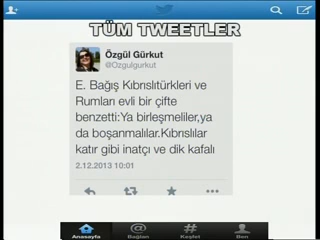 TÜM TWEETLER
Özgül Gürkut
@Ozgulgurkut
E. Bağış Kıbrıslıtürkleri ve
Rumları evli bir çifte
benzetti:Ya birleşmeliler,ya
da boşanmalılar.Kıbrıslılar
katır gibi inatçı ve dik kafalı
2.12.2013 10:01
Anasayfa
Bağlan
Keşfet
Ben